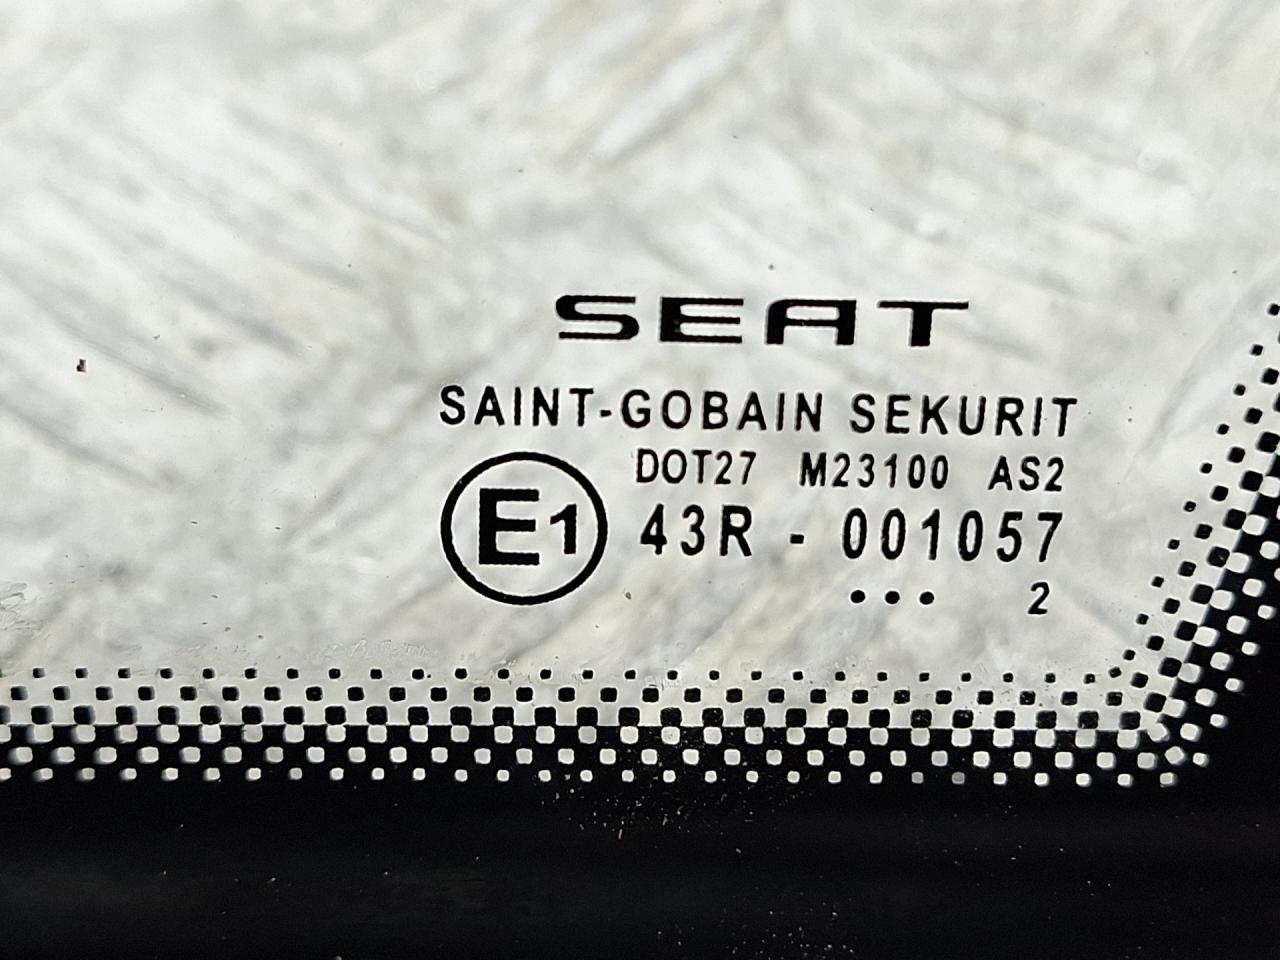 SEAT
SAINT-GOBAIN SEKURIT
DOT27 M23100 AS2
E1 43R - 001057
••• 2